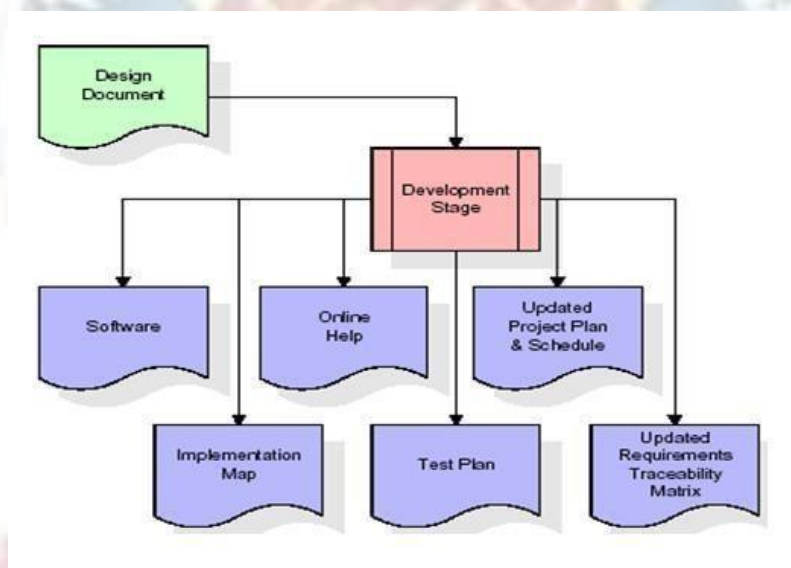 Design
Document
Development
Stage
Software
Online
Help
Updated
Project Plan
& Schedule
Implementation
Map
Test Plan
Updated
Requirements
Traceability
Matrix